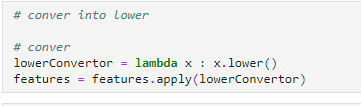 # conver into lower
# conver
lowerConvertor = lambda x : x.lower()
features = features.apply(lowerConvertor)